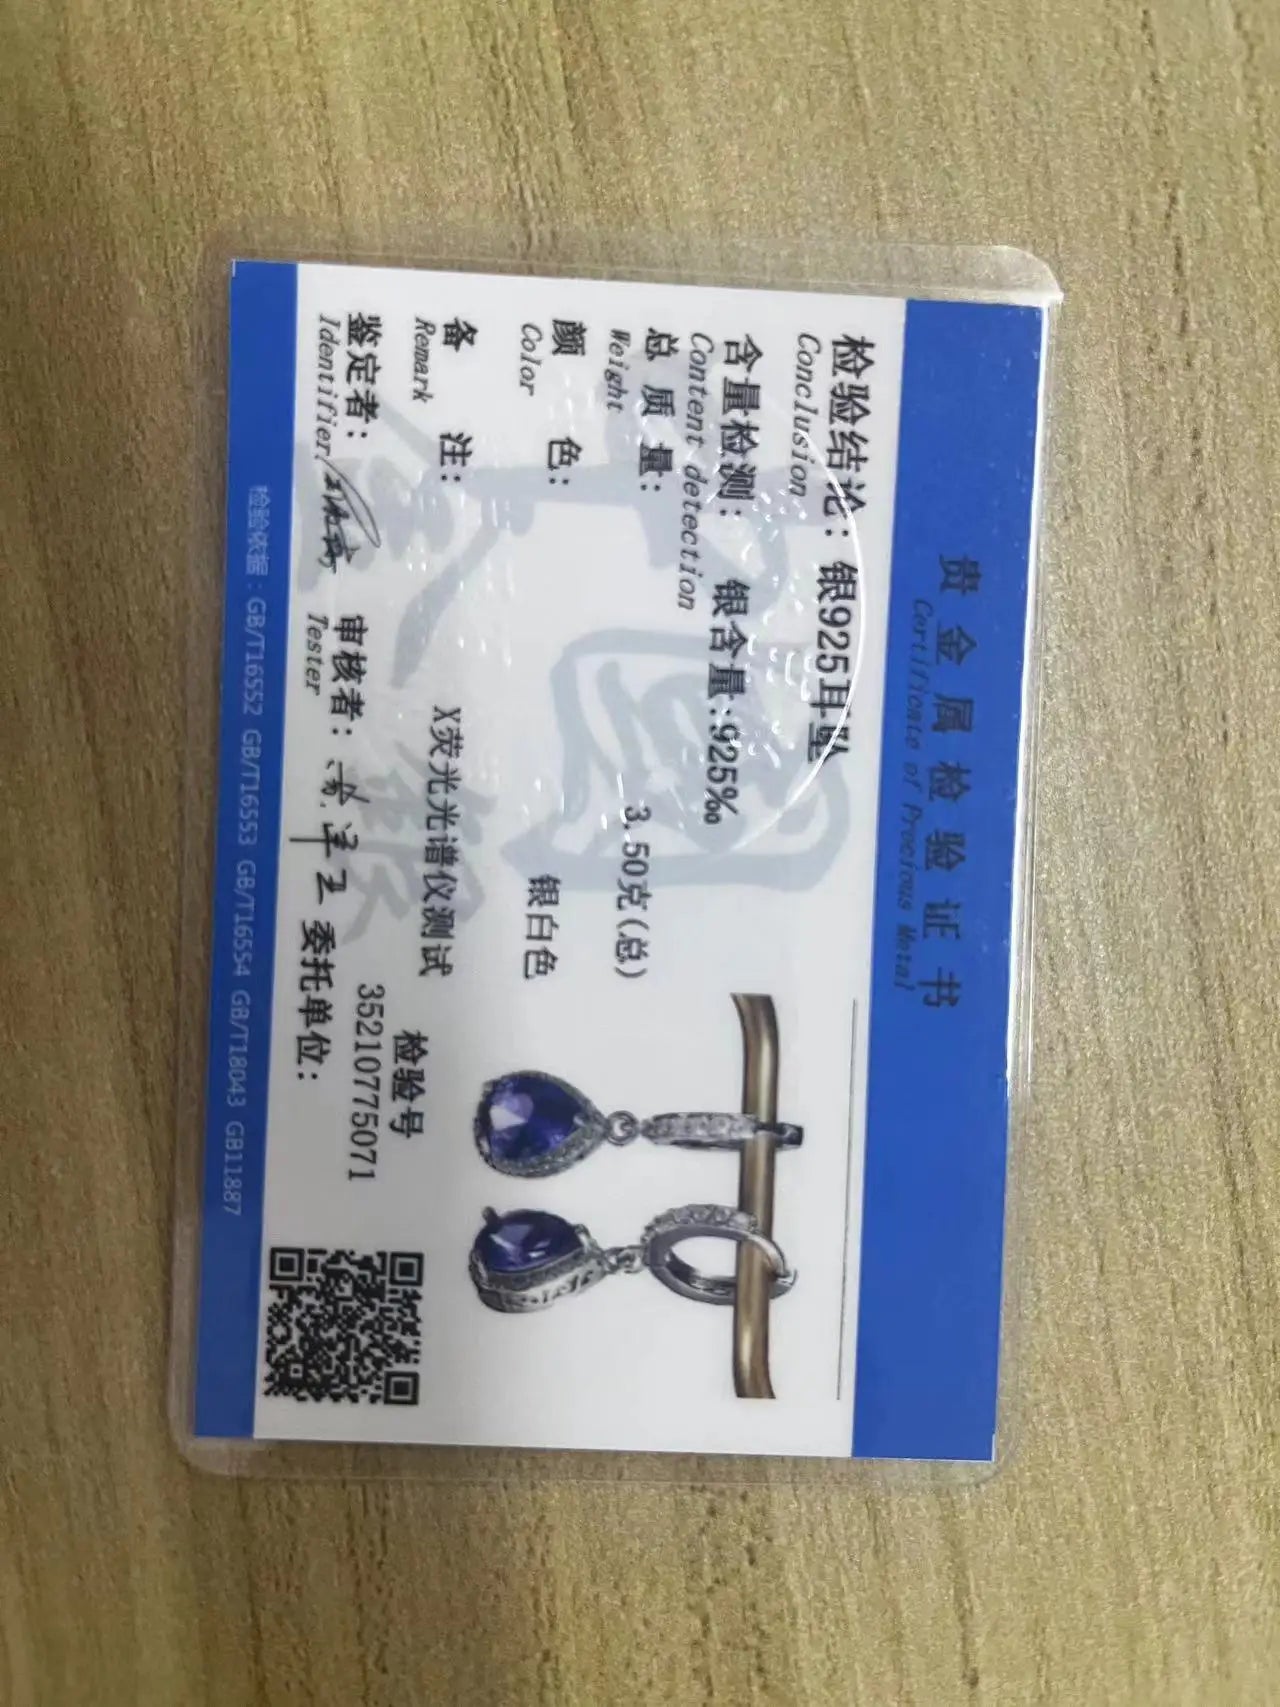 贵金属检验证书
Certificate of Precious Metal
检验结论：银925耳坠
Conclusion
含量检测：银含量:925‰
Content detection
总质量：3.50克(总)
Weight
颜色：银白色
Color
备注：X荧光光谱仪测试
Remark
检验号
35210775071
鉴定者：
Identifier
审核者：
Tester
委托单位：
检验依据：GB/T16552 GB/T16553 GB/T16554 GB/T18043 GB11887